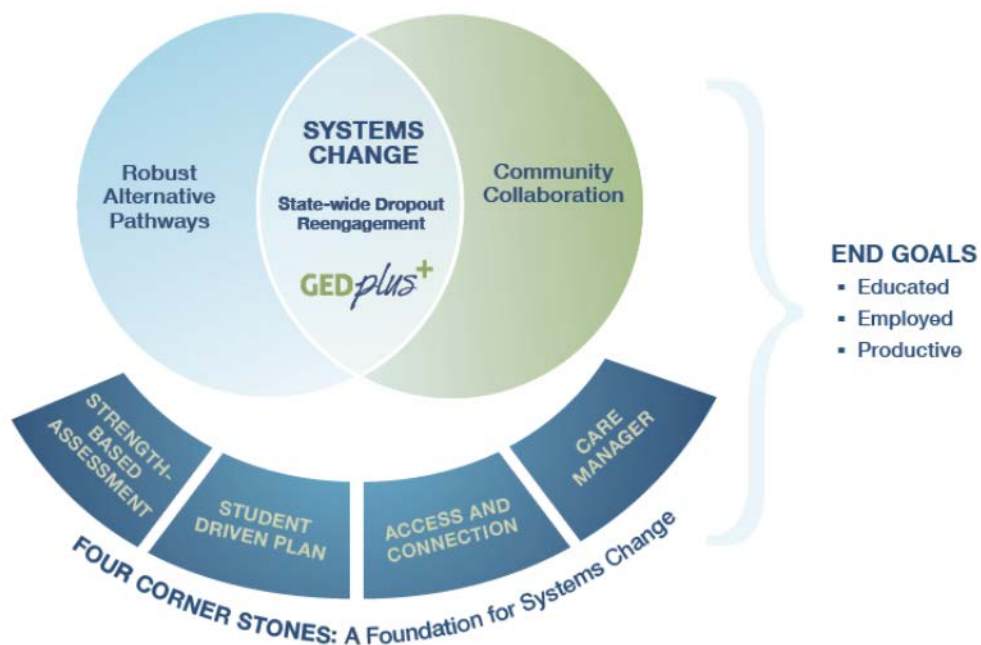 Robust
Alternative
Pathways
SYSTEMS
CHANGE
State-wide Dropout
Reengagement
GEDplus+
Community
Collaboration
END GOALS
▪ Educated
▪ Employed
▪ Productive
STRENGTH-
BASED
ASSESSMENT
STUDENT
DRIVEN PLAN
ACCESS AND
CONNECTION
CARE
MANAGER
FOUR CORNER STONES: A Foundation for Systems Change